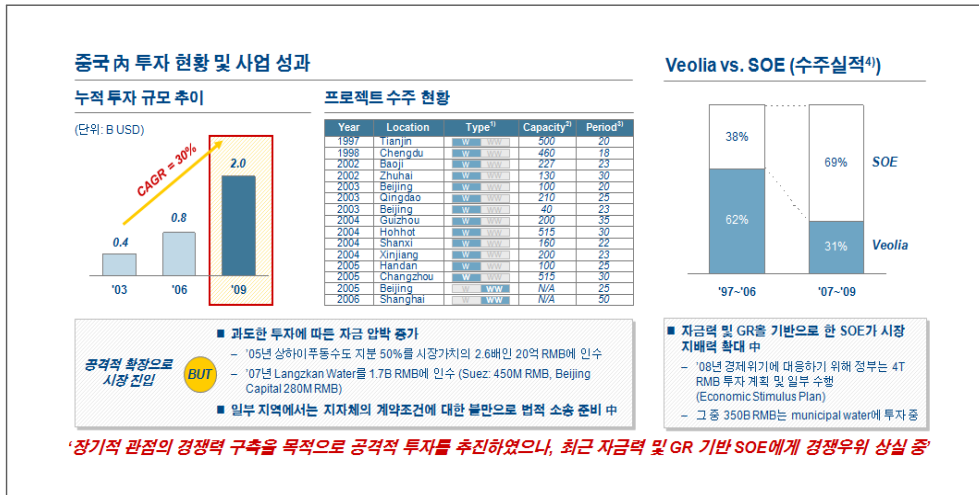 중국 內 투자 현황 및 사업 성과
누적 투자 규모 추이
(단위: B USD)
CAGR = 30%
0.4
0.8
2.0
'03
'06
'09
프로젝트 수주 현황
Year Location Type1) Capacity2) Period3)
1997 Tianjin W WW 500 20
1998 Chengdu W WW 460 18
2002 Baoji W WW 227 23
2002 Zhuhai W WW 130 30
2003 Beijing W WW 100 20
2003 Qingdao W WW 210 25
2003 Beijing W WW 40 23
2004 Guizhou W WW 200 35
2004 Hohhot W WW 515 30
2004 Shanxi W WW 160 22
2004 Xinjiang W WW 200 23
2005 Handan W WW 100 25
2005 Changzhou W WW 515 30
2005 Beijing W WW N/A 25
2006 Shanghai W WW N/A 50
Veolia vs. SOE (수주실적4))
38%
62%
69%
31%
SOE
Veolia
'97~'06
'07~'09
공격적 확장으로
시장 진입
BUT
■ 과도한 투자에 따른 자금 압박 증가
– '05년 상하이푸동수도 지분 50%를 시장가치의 2.6배인 20억 RMB에 인수
– '07년 Langzkan Water를 1.7B RMB에 인수 (Suez: 450M RMB, Beijing
Capital 280M RMB)
■ 일부 지역에서는 지자체의 계약조건에 대한 불만으로 법적 소송 준비 中
■ 자금력 및 GR을 기반으로 한 SOE가 시장
지배력 확대 中
– '08년 경제위기에 대응하기 위해 정부는 4T
RMB 투자 계획 및 일부 수행
(Economic Stimulus Plan)
– 그 중 350B RMB는 municipal water에 투자 중
'장기적 관점의 경쟁력 구축을 목적으로 공격적 투자를 추진하였으나, 최근 자금력 및 GR 기반 SOE에게 경쟁우위 상실 중'